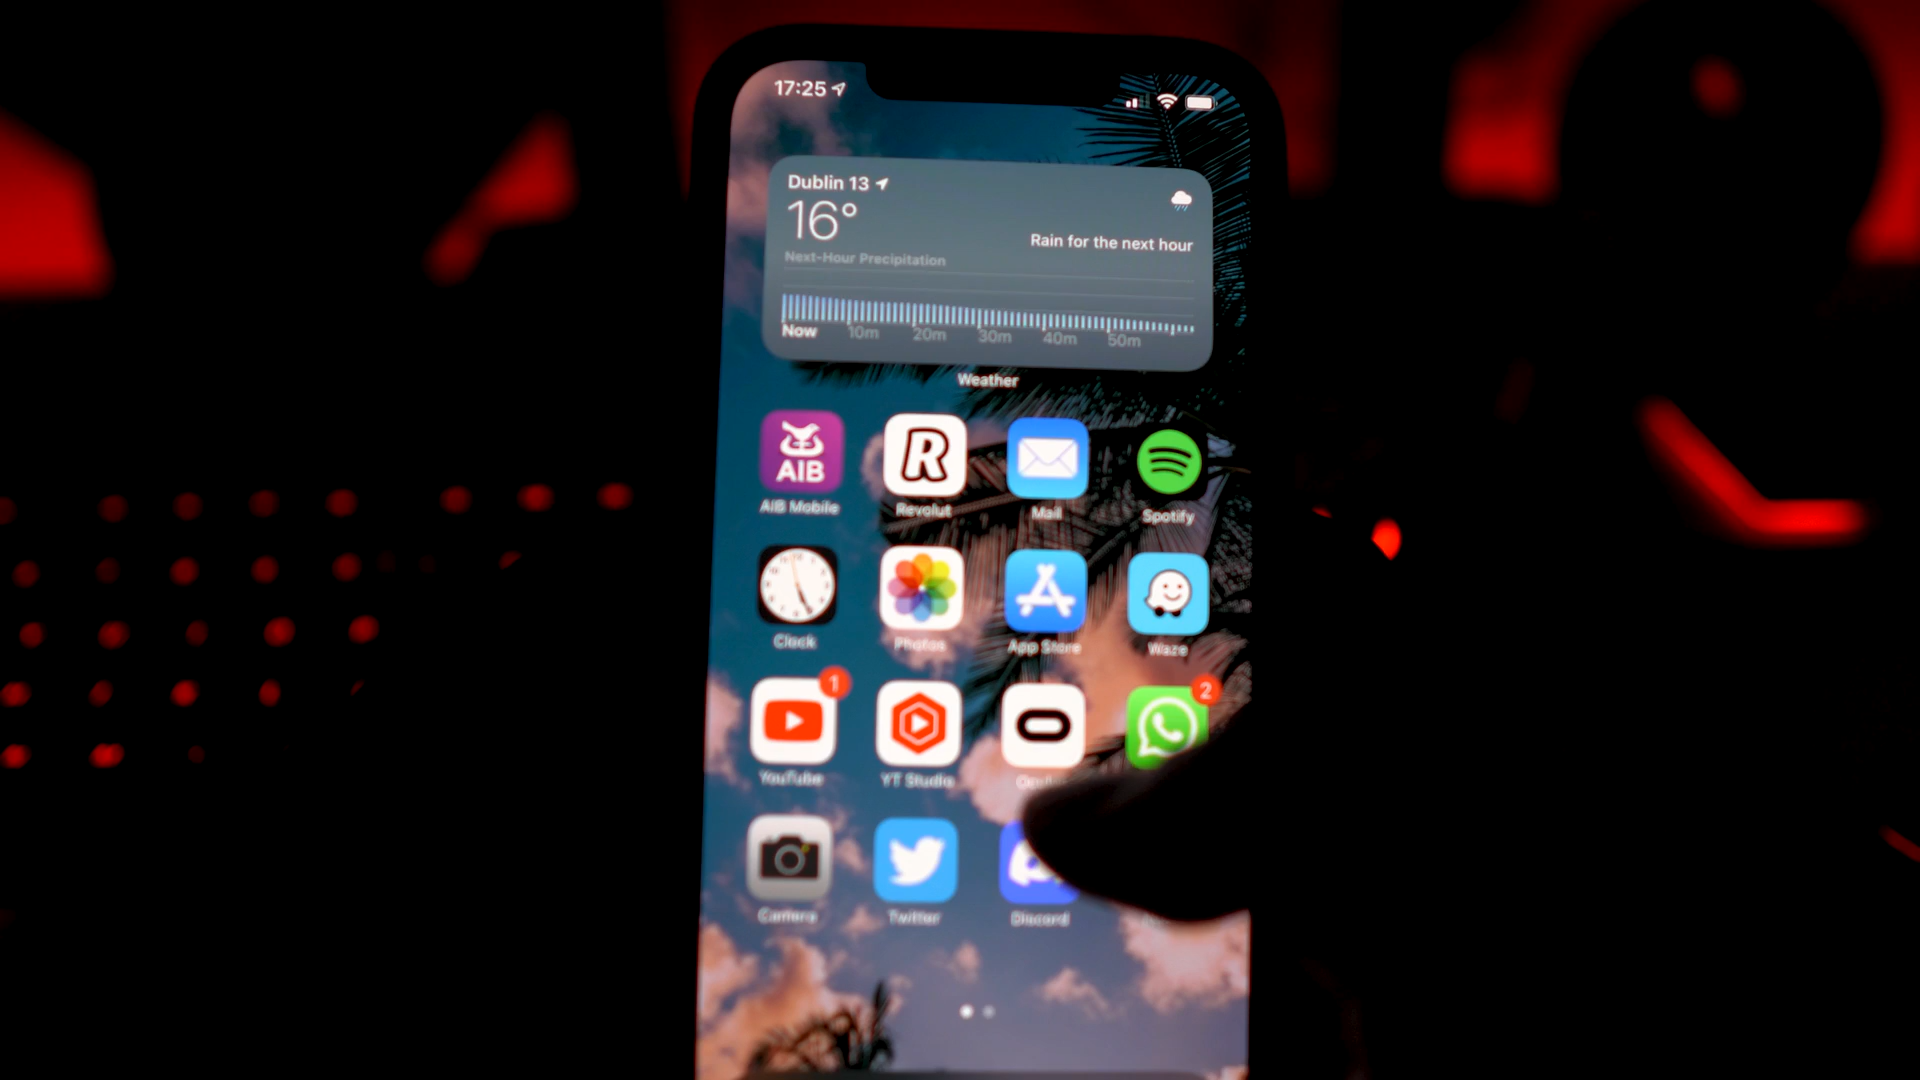 17:25
Dublin 13
16°
Rain for the next hour
Next-Hour Precipitation
Now 10m 20m 30m 40m 50m
Weather
AIB
R
AIB Mobile Revolut Mail Spotify
Clock Photos App Store Waze
1 2
YouTube YT Studio
Camera Twitter Discord